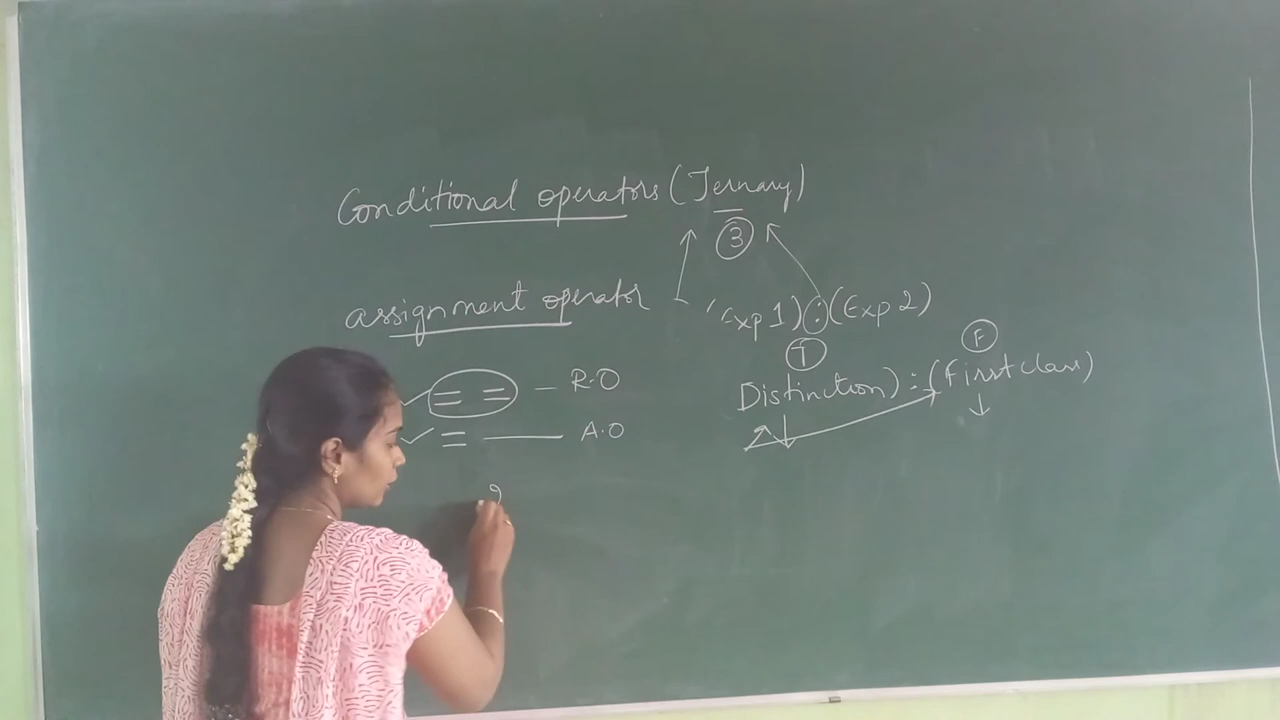 Conditional operators (Ternary)
3
assignment operator
Exp 1) : (Exp 2)
T
F
= = — R.O
Distinction) : (First class)
= — A.O